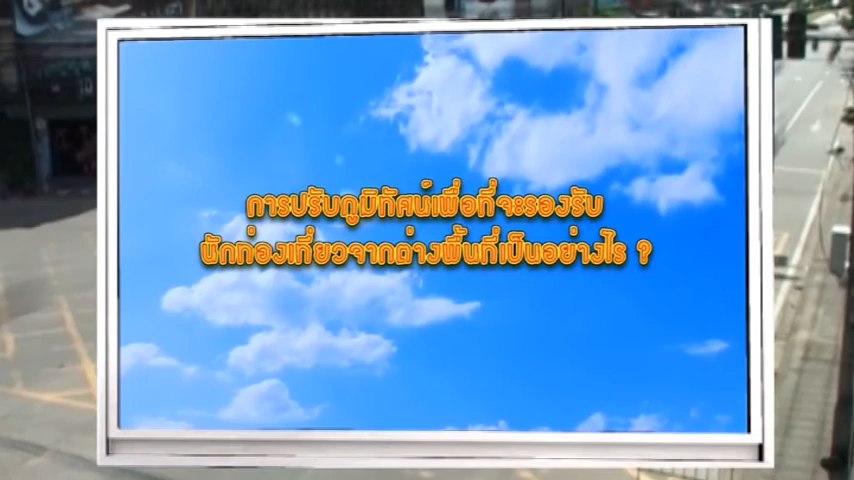 การปรับภูมิทัศน์เพื่อที่จะรองรับ
นักท่องเที่ยวจากต่างพื้นที่เป็นอย่างไร ?